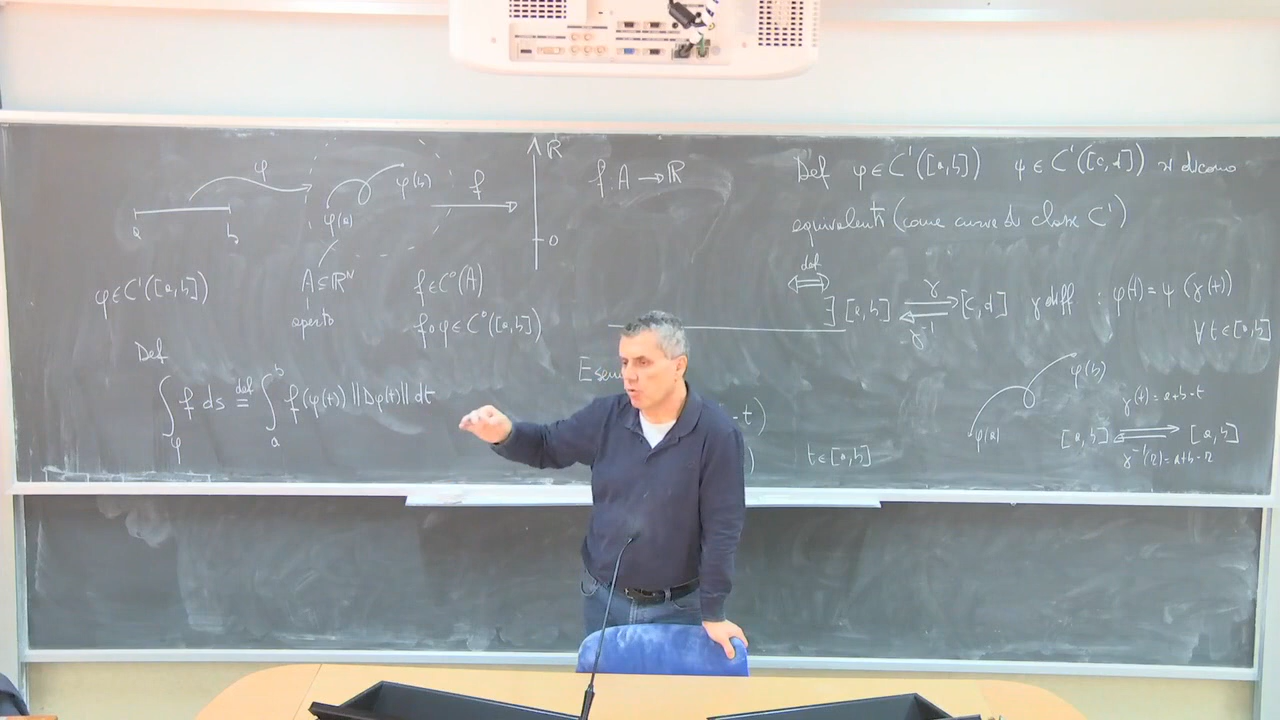 φ
a
b
φ(a)
φ(b)
f
ℝ
0
φ∈C¹([a,b])
A⊆ℝᴺ
aperto
f∈C⁰(A)
f∘φ∈C⁰([a,b])
Def
∫_φ f ds ≝ ∫_a^b f(φ(t)) ||Dφ(t)|| dt
f: A → ℝ
Def φ∈C¹([a,b]) ψ∈C¹([c,d]) si dicono
equivalenti (come curve di classe C¹)
def
⟺
∃ [a,b] ⇄ [c,d] γ diff : φ(t) = ψ(γ(t))
γ
γ⁻¹
∀t∈[a,b]
-t)
)
t∈[a,b]
φ(a)
φ(b)
γ(t) = a+b-t
[a,b] ⇄ [a,b]
γ⁻¹(r) = a+b-r